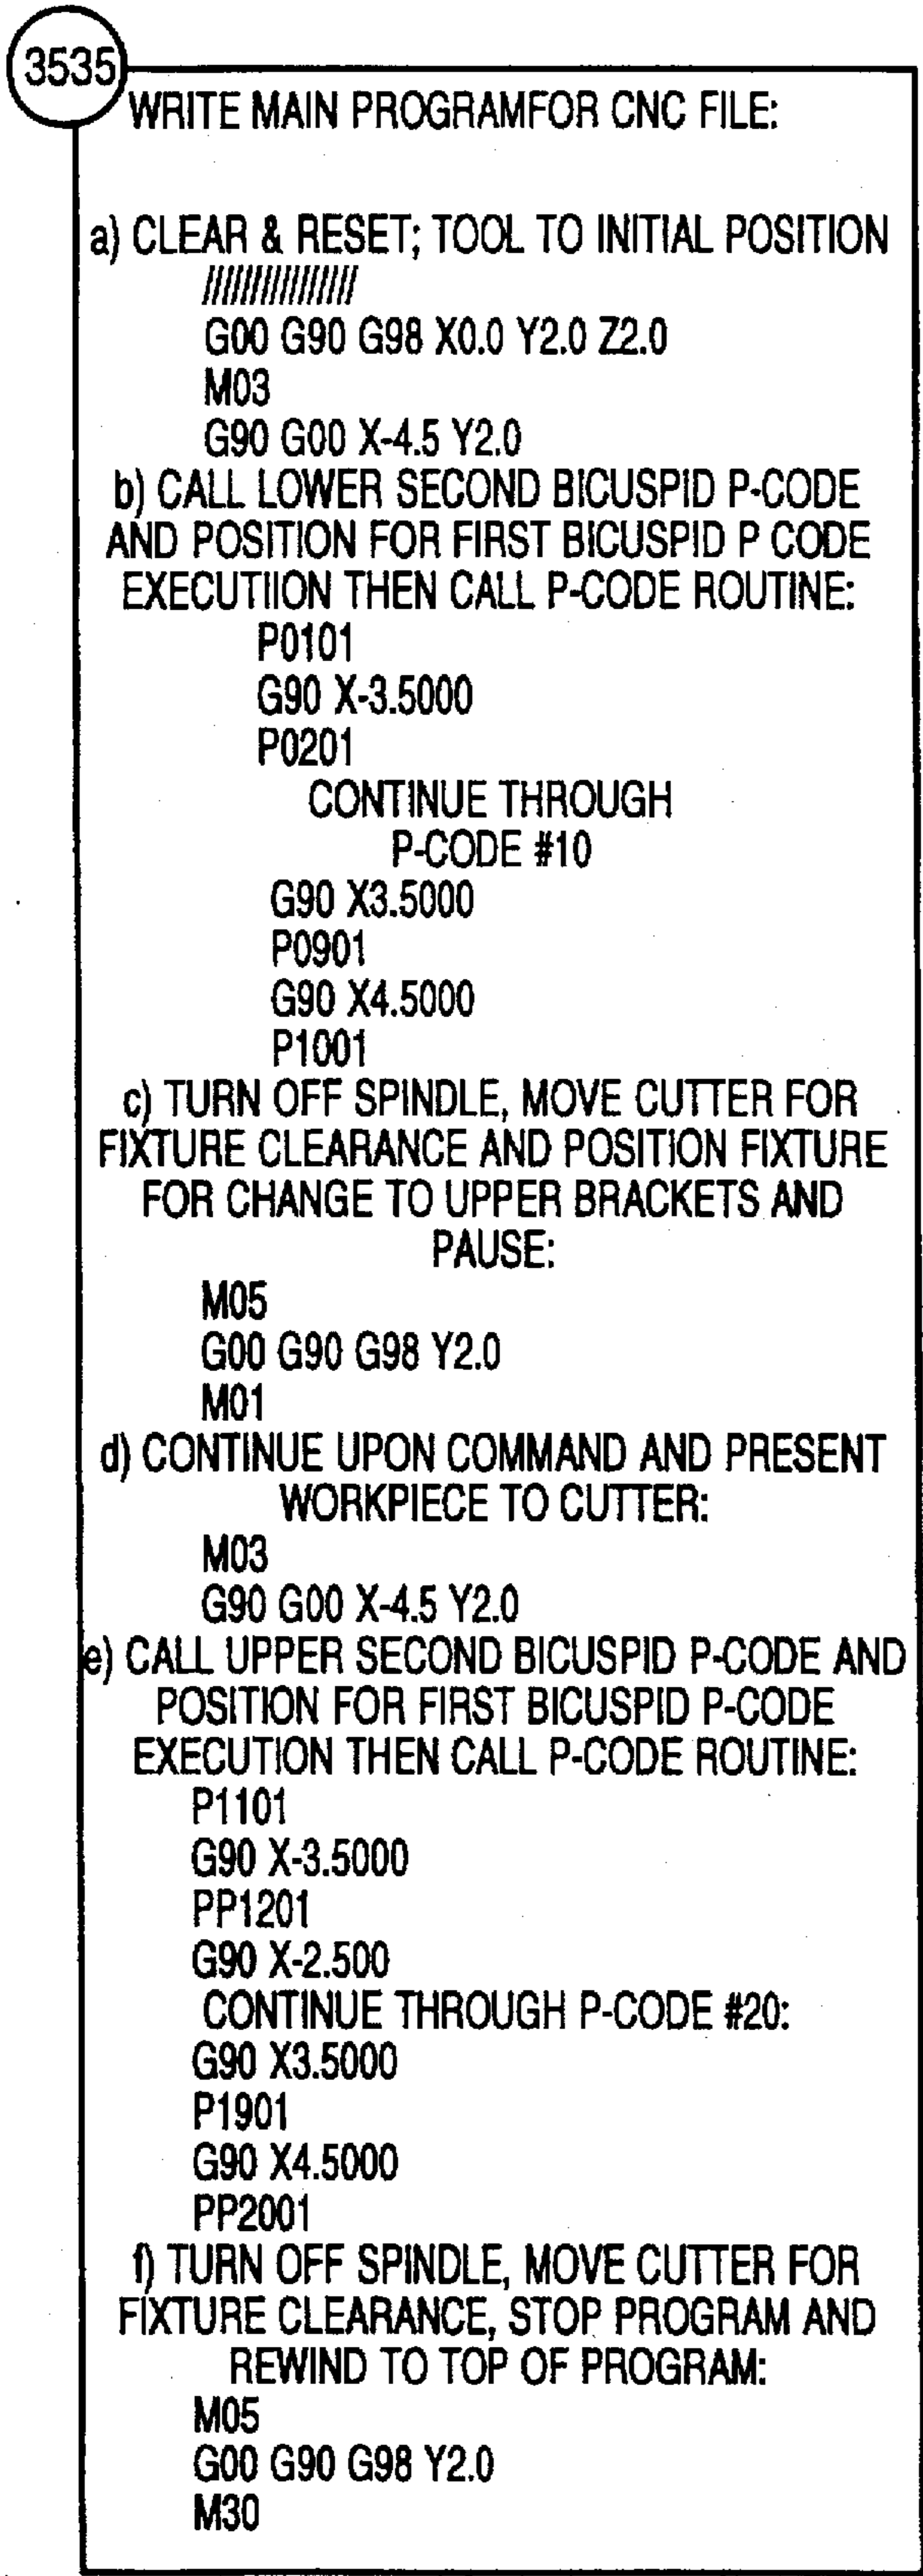 3535
WRITE MAIN PROGRAMFOR CNC FILE:
a) CLEAR & RESET; TOOL TO INITIAL POSITION
///////////////
G00 G90 G98 X0.0 Y2.0 Z2.0
M03
G90 G00 X-4.5 Y2.0
b) CALL LOWER SECOND BICUSPID P-CODE
AND POSITION FOR FIRST BICUSPID P CODE
EXECUTIION THEN CALL P-CODE ROUTINE:
P0101
G90 X-3.5000
P0201
CONTINUE THROUGH
P-CODE #10
G90 X3.5000
P0901
G90 X4.5000
P1001
c) TURN OFF SPINDLE, MOVE CUTTER FOR
FIXTURE CLEARANCE AND POSITION FIXTURE
FOR CHANGE TO UPPER BRACKETS AND
PAUSE:
M05
G00 G90 G98 Y2.0
M01
d) CONTINUE UPON COMMAND AND PRESENT
WORKPIECE TO CUTTER:
M03
G90 G00 X-4.5 Y2.0
e) CALL UPPER SECOND BICUSPID P-CODE AND
POSITION FOR FIRST BICUSPID P-CODE
EXECUTION THEN CALL P-CODE ROUTINE:
P1101
G90 X-3.5000
PP1201
G90 X-2.500
CONTINUE THROUGH P-CODE #20:
G90 X3.5000
P1901
G90 X4.5000
PP2001
f) TURN OFF SPINDLE, MOVE CUTTER FOR
FIXTURE CLEARANCE, STOP PROGRAM AND
REWIND TO TOP OF PROGRAM:
M05
G00 G90 G98 Y2.0
M30